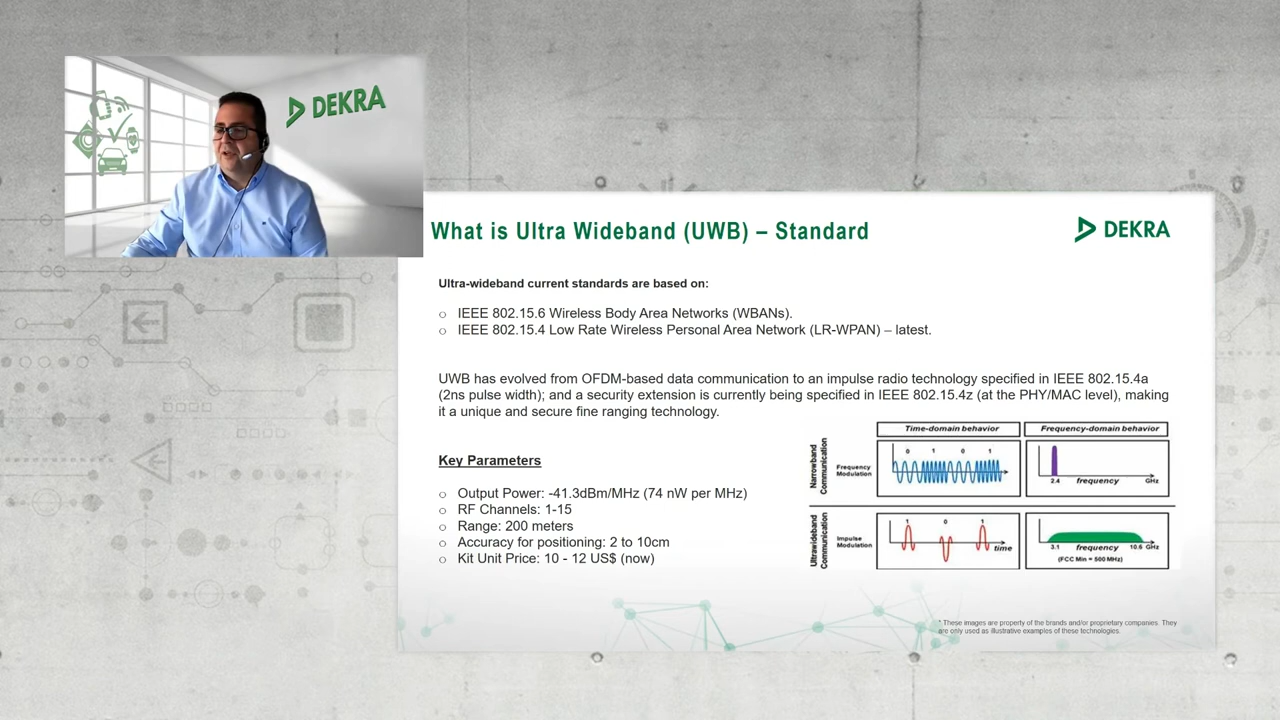 DEKRA
What is Ultra Wideband (UWB) – Standard
DEKRA
Ultra-wideband current standards are based on:
o IEEE 802.15.6 Wireless Body Area Networks (WBANs).
o IEEE 802.15.4 Low Rate Wireless Personal Area Network (LR-WPAN) – latest.
UWB has evolved from OFDM-based data communication to an impulse radio technology specified in IEEE 802.15.4a
(2ns pulse width); and a security extension is currently being specified in IEEE 802.15.4z (at the PHY/MAC level), making
it a unique and secure fine ranging technology.
Key Parameters
o Output Power: -41.3dBm/MHz (74 nW per MHz)
o RF Channels: 1-15
o Range: 200 meters
o Accuracy for positioning: 2 to 10cm
o Kit Unit Price: 10 - 12 US$ (now)
Time-domain behavior
Frequency-domain behavior
Narrowband
Communication
Frequency
Modulation
0 1 0 1
2.4 frequency GHz
Ultrawideband
Communication
Impulse
Modulation
1 0 1
time
3.1 frequency 10.6 GHz
(FCC Min = 500 MHz)
* These images are property of the brands and/or proprietary companies. They
are only used as illustrative examples of these technologies.